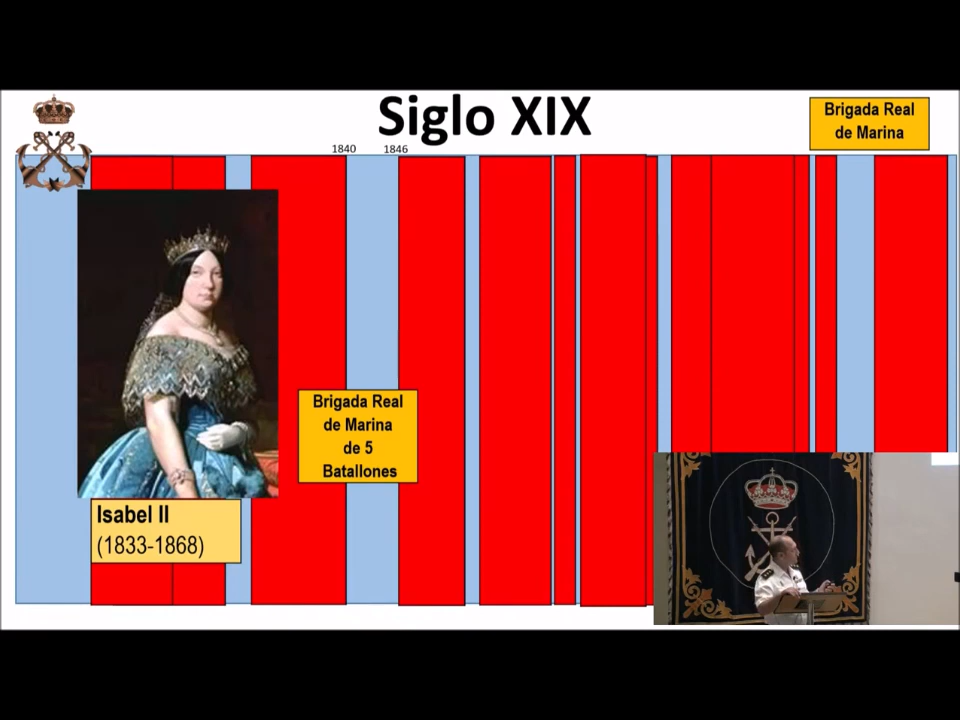 Siglo XIX
Brigada Real
de Marina
1840
1846
Brigada Real
de Marina
de 5
Batallones
Isabel II
(1833-1868)